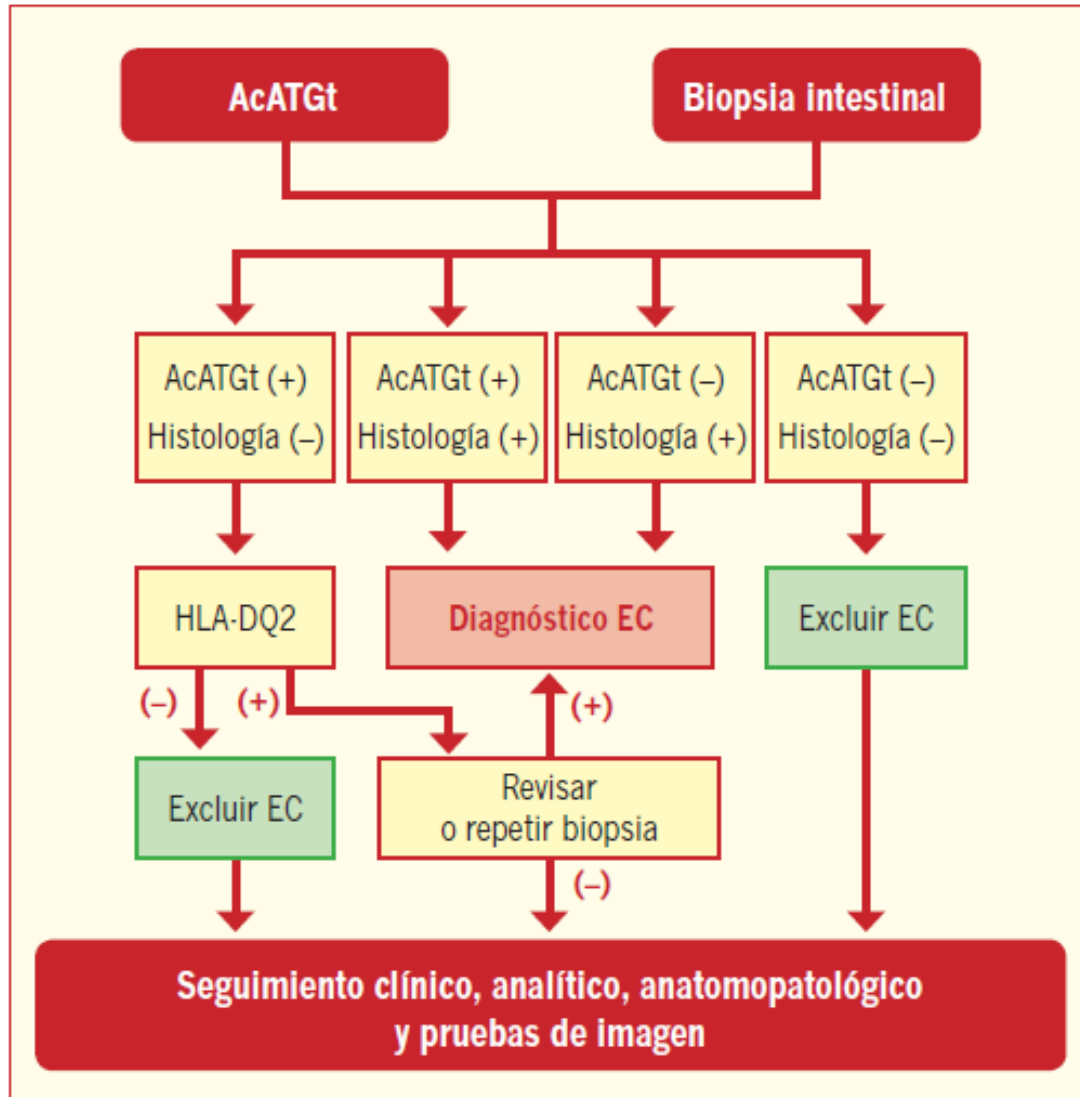 AcATGt
Biopsia intestinal
AcATGt (+)
Histología (–)
AcATGt (+)
Histología (+)
AcATGt (–)
Histología (+)
AcATGt (–)
Histología (–)
HLA-DQ2
Diagnóstico EC
Excluir EC
(–)
(+)
(+)
Excluir EC
Revisar
o repetir biopsia
(–)
Seguimiento clínico, analítico, anatomopatológico
y pruebas de imagen